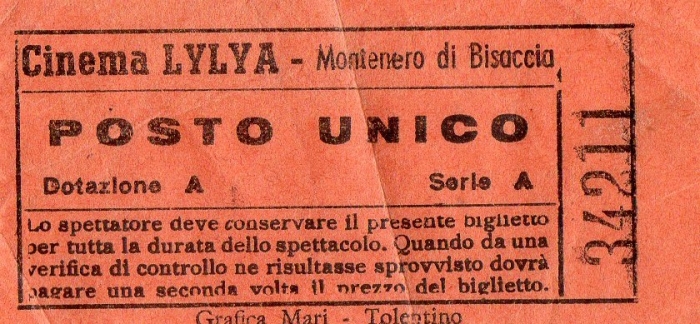 Cinema LYLYA - Montenero di Bisaccia
POSTO UNICO
Dotazione A Serie A
Lo spettatore deve conservare il presente biglietto
per tutta la durata dello spettacolo. Quando da una
verifica di controllo ne risultasse sprovvisto dovrà
pagare una seconda volta il prezzo del biglietto.
34211
Grafica Mari - Tolentino